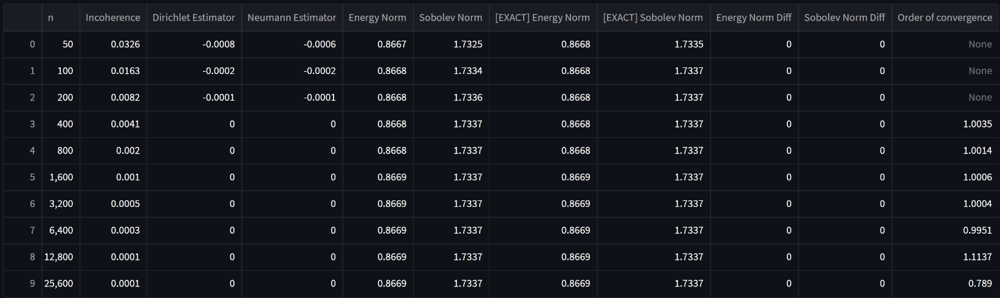 n Incoherence Dirichlet Estimator Neumann Estimator Energy Norm Sobolev Norm [EXACT] Energy Norm [EXACT] Sobolev Norm Energy Norm Diff Sobolev Norm Diff Order of convergence
0 50 0.0326 -0.0008 -0.0006 0.8667 1.7325 0.8668 1.7335 0 0 None
1 100 0.0163 -0.0002 -0.0002 0.8668 1.7334 0.8668 1.7337 0 0 None
2 200 0.0082 -0.0001 -0.0001 0.8668 1.7336 0.8668 1.7337 0 0 None
3 400 0.0041 0 0 0.8668 1.7337 0.8668 1.7337 0 0 1.0035
4 800 0.002 0 0 0.8668 1.7337 0.8668 1.7337 0 0 1.0014
5 1,600 0.001 0 0 0.8669 1.7337 0.8669 1.7337 0 0 1.0006
6 3,200 0.0005 0 0 0.8669 1.7337 0.8669 1.7337 0 0 1.0004
7 6,400 0.0003 0 0 0.8669 1.7337 0.8669 1.7337 0 0 0.9951
8 12,800 0.0001 0 0 0.8669 1.7337 0.8669 1.7337 0 0 1.1137
9 25,600 0.0001 0 0 0.8669 1.7337 0.8669 1.7337 0 0 0.789